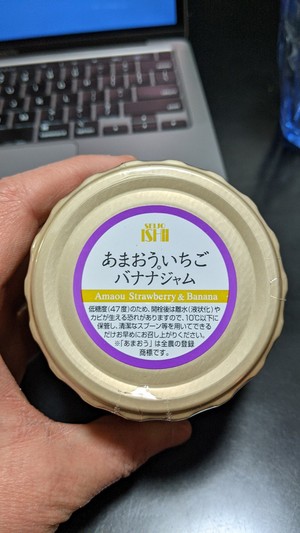 SEIJO
ISHII
あまおう®いちご
バナナジャム
Amaou Strawberry & Banana
低糖度(47度)のため、開栓後は離水(液状化)や
カビが生える恐れがありますので、10℃以下に
保管し、清潔なスプーン等を用いてできる
だけお早めにお召し上がりください。
※「あまおう」は全農の登録
商標です。